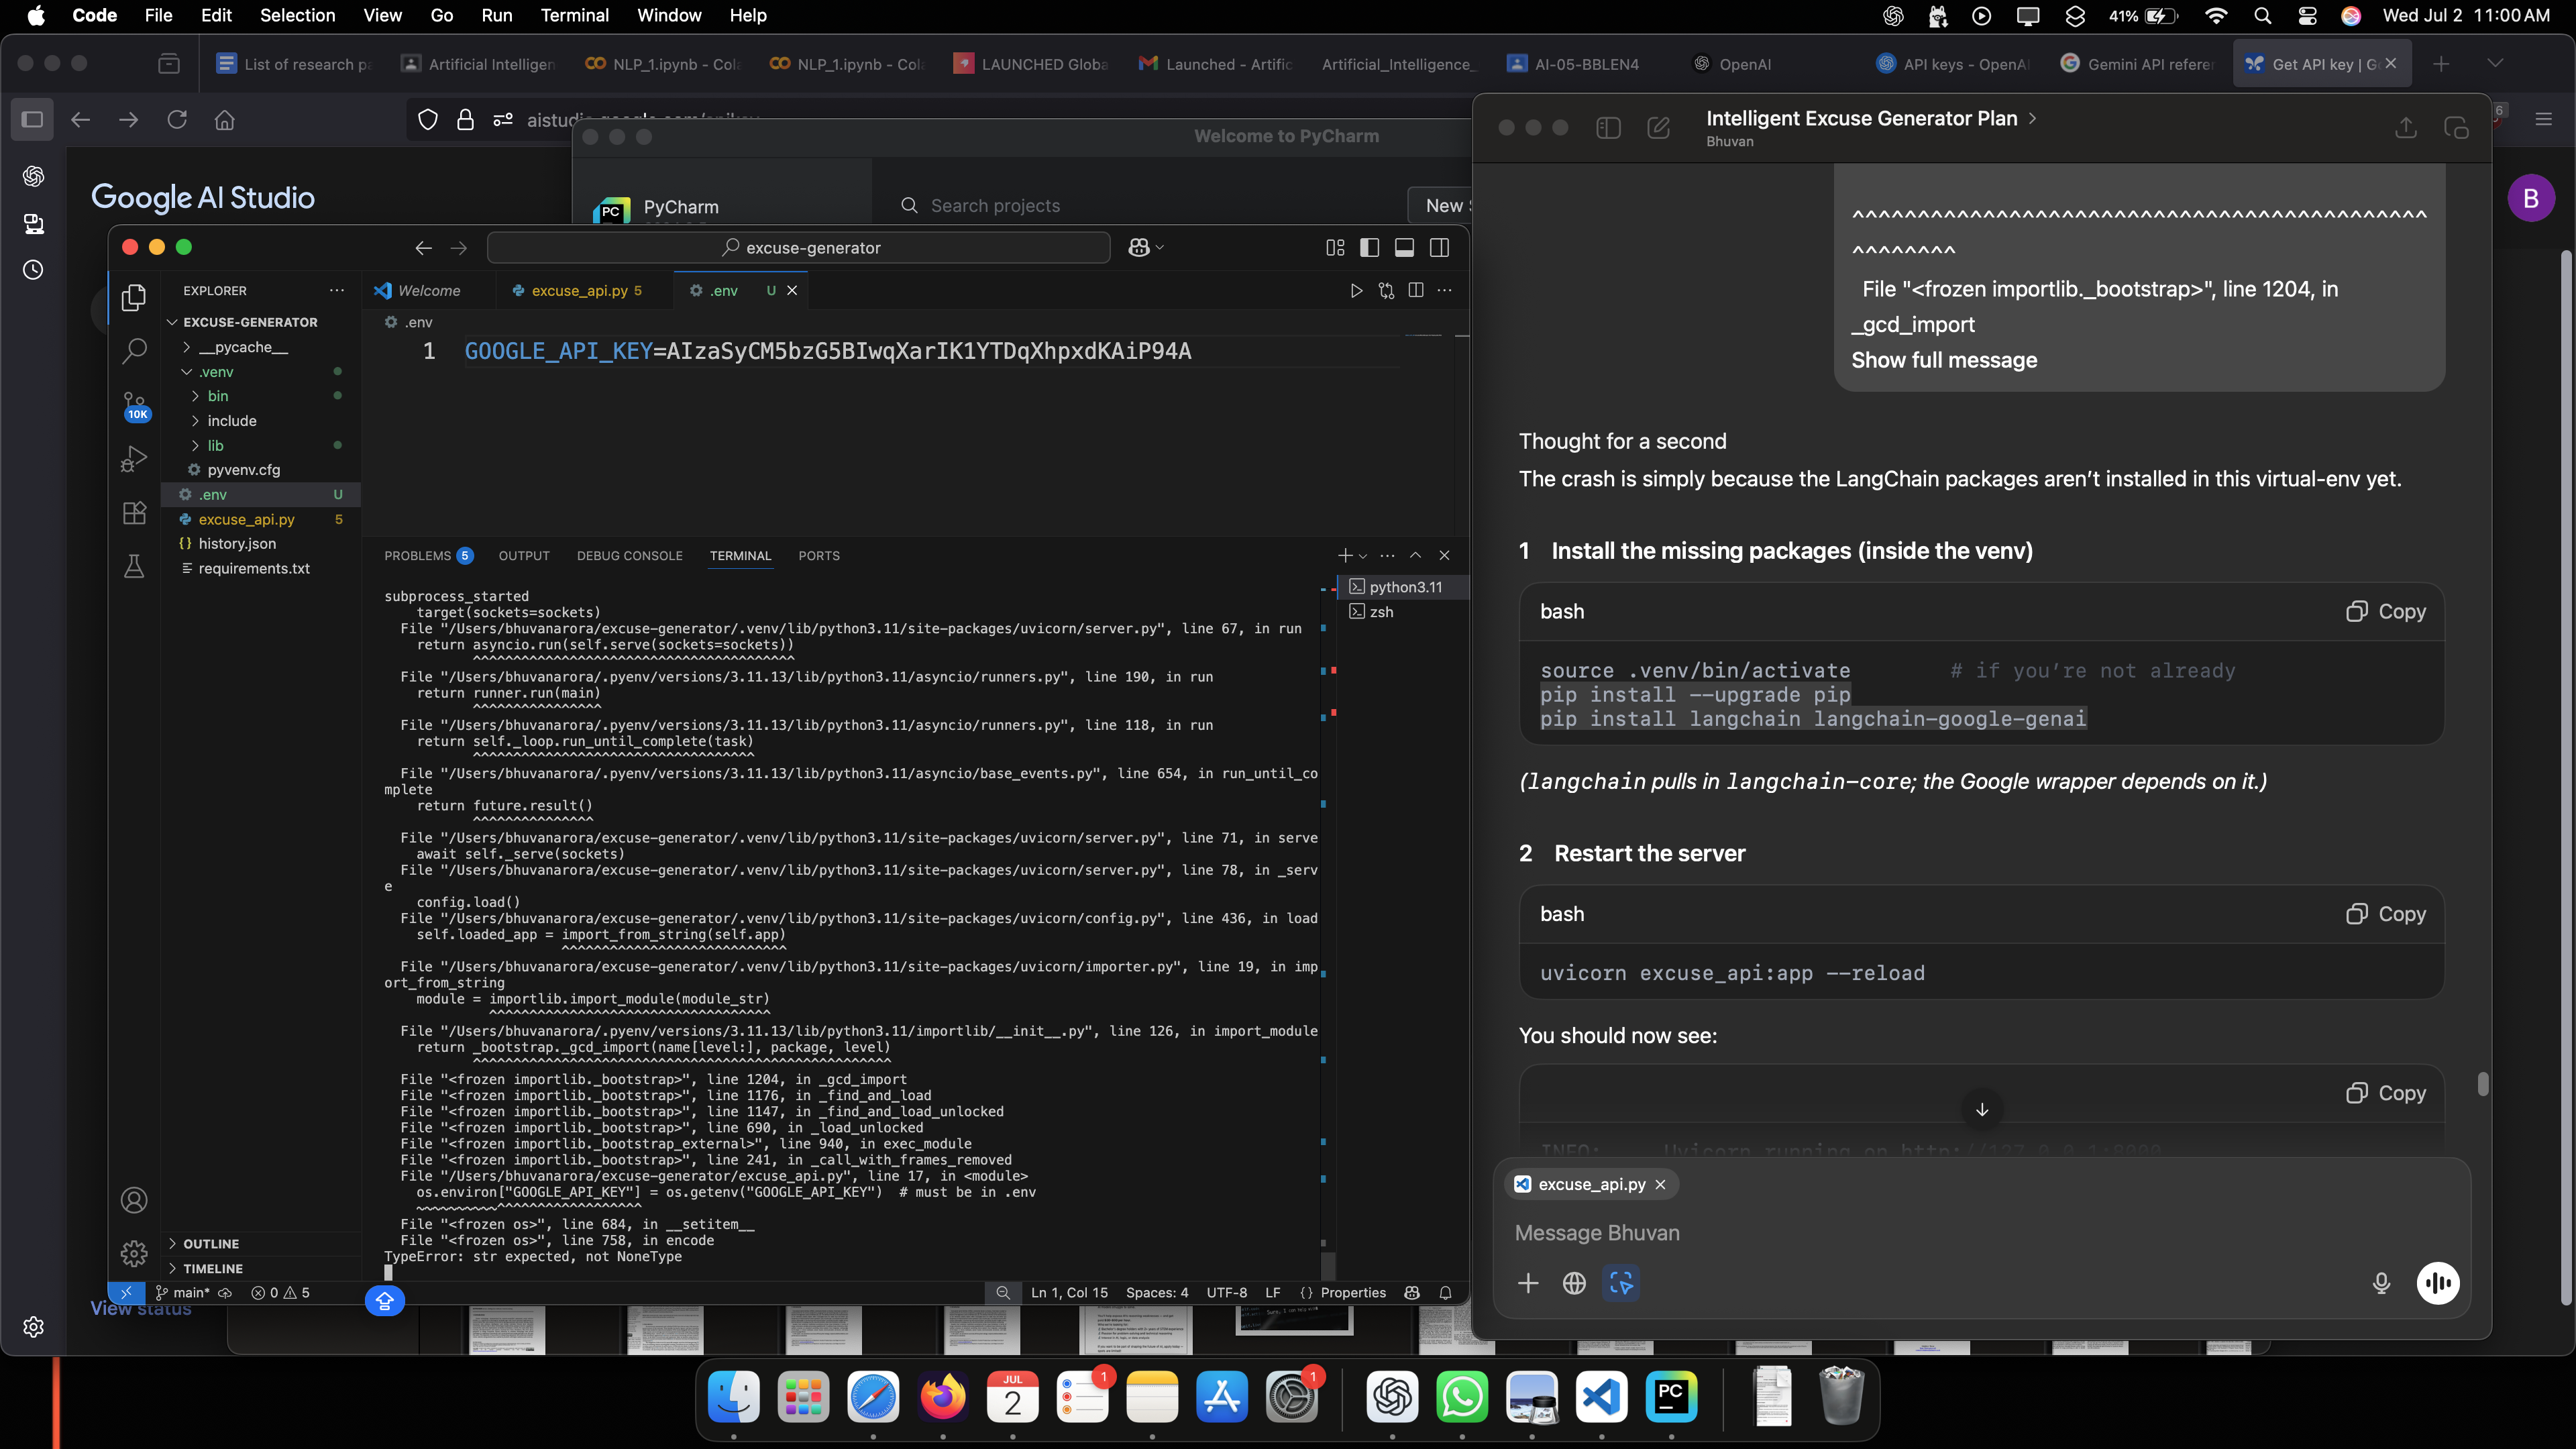 Code File Edit Selection View Go Run Terminal Window Help
41% Wed Jul 2 11:00 AM
List of research pa
Artificial Intelligen
NLP_1.ipynb - Col
NLP_1.ipynb - Col
LAUNCHED Globa
Launched - Artific
Artificial_Intelligence_
AI-05-BBLEN4
OpenAI
API keys - OpenAI
Gemini API referen
Get API key | G
Google AI Studio
Welcome to PyCharm
PyCharm
Search projects
New
B
6
View status
excuse-generator
EXPLORER
EXCUSE-GENERATOR
__pycache__
.venv
bin
include
lib
pyvenv.cfg
.env U
excuse_api.py 5
history.json
requirements.txt
10K
OUTLINE
TIMELINE
Welcome
excuse_api.py 5
.env U
.env
1 GOOGLE_API_KEY=AIzaSyCM5bzG5BIwqXarIK1YTDqXhpxdKAiP94A
PROBLEMS 5 OUTPUT DEBUG CONSOLE TERMINAL PORTS
python3.11
zsh
subprocess_started
target(sockets=sockets)
File "/Users/bhuvanarora/excuse-generator/.venv/lib/python3.11/site-packages/uvicorn/server.py", line 67, in run
return asyncio.run(self.serve(sockets=sockets))
^^^^^^^^^^^^^^^^^^^^^^^^^^^^^^^^^^^^^^^^
File "/Users/bhuvanarora/.pyenv/versions/3.11.13/lib/python3.11/asyncio/runners.py", line 190, in run
return runner.run(main)
^^^^^^^^^^^^^^^^
File "/Users/bhuvanarora/.pyenv/versions/3.11.13/lib/python3.11/asyncio/runners.py", line 118, in run
return self._loop.run_until_complete(task)
^^^^^^^^^^^^^^^^^^^^^^^^^^^^^^^^^^^
File "/Users/bhuvanarora/.pyenv/versions/3.11.13/lib/python3.11/asyncio/base_events.py", line 654, in run_until_co
mplete
return future.result()
^^^^^^^^^^^^^^^
File "/Users/bhuvanarora/excuse-generator/.venv/lib/python3.11/site-packages/uvicorn/server.py", line 71, in serve
await self._serve(sockets)
File "/Users/bhuvanarora/excuse-generator/.venv/lib/python3.11/site-packages/uvicorn/server.py", line 78, in _serv
e
config.load()
File "/Users/bhuvanarora/excuse-generator/.venv/lib/python3.11/site-packages/uvicorn/config.py", line 436, in load
self.loaded_app = import_from_string(self.app)
^^^^^^^^^^^^^^^^^^^^^^^^^^^^
File "/Users/bhuvanarora/excuse-generator/.venv/lib/python3.11/site-packages/uvicorn/importer.py", line 19, in imp
ort_from_string
module = importlib.import_module(module_str)
^^^^^^^^^^^^^^^^^^^^^^^^^^^^^^^^^^^
File "/Users/bhuvanarora/.pyenv/versions/3.11.13/lib/python3.11/importlib/__init__.py", line 126, in import_module
return _bootstrap._gcd_import(name[level:], package, level)
^^^^^^^^^^^^^^^^^^^^^^^^^^^^^^^^^^^^^^^^^^^^^^^^^^^^
File "<frozen importlib._bootstrap>", line 1204, in _gcd_import
File "<frozen importlib._bootstrap>", line 1176, in _find_and_load
File "<frozen importlib._bootstrap>", line 1147, in _find_and_load_unlocked
File "<frozen importlib._bootstrap>", line 690, in _load_unlocked
File "<frozen importlib._bootstrap_external>", line 940, in exec_module
File "<frozen importlib._bootstrap>", line 241, in _call_with_frames_removed
File "/Users/bhuvanarora/excuse-generator/excuse_api.py", line 17, in <module>
os.environ["GOOGLE_API_KEY"] = os.getenv("GOOGLE_API_KEY") # must be in .env
~~~~~~~~~~^^^^^^^^^^^^^^^^^^
File "<frozen os>", line 684, in __setitem__
File "<frozen os>", line 758, in encode
TypeError: str expected, not NoneType
main* 0 5 Ln 1, Col 15 Spaces: 4 UTF-8 LF {} Properties
Intelligent Excuse Generator Plan
Bhuvan
^^^^^^^^^^^^^^^^^^^^^^^^^^^^^^^^^^^^^^^^^^^^
^^^^^^^^
File "<frozen importlib._bootstrap>", line 1204, in
_gcd_import
Show full message
Thought for a second
The crash is simply because the LangChain packages aren’t installed in this virtual-env yet.
1 Install the missing packages (inside the venv)
bash Copy
source .venv/bin/activate # if you’re not already
pip install --upgrade pip
pip install langchain langchain-google-genai
(langchain pulls in langchain-core; the Google wrapper depends on it.)
2 Restart the server
bash Copy
uvicorn excuse_api:app --reload
You should now see:
Copy
INFO: Uvicorn running on http://127.0.0.1:8000
excuse_api.py
Message Bhuvan
JUL
2
1
1
PC